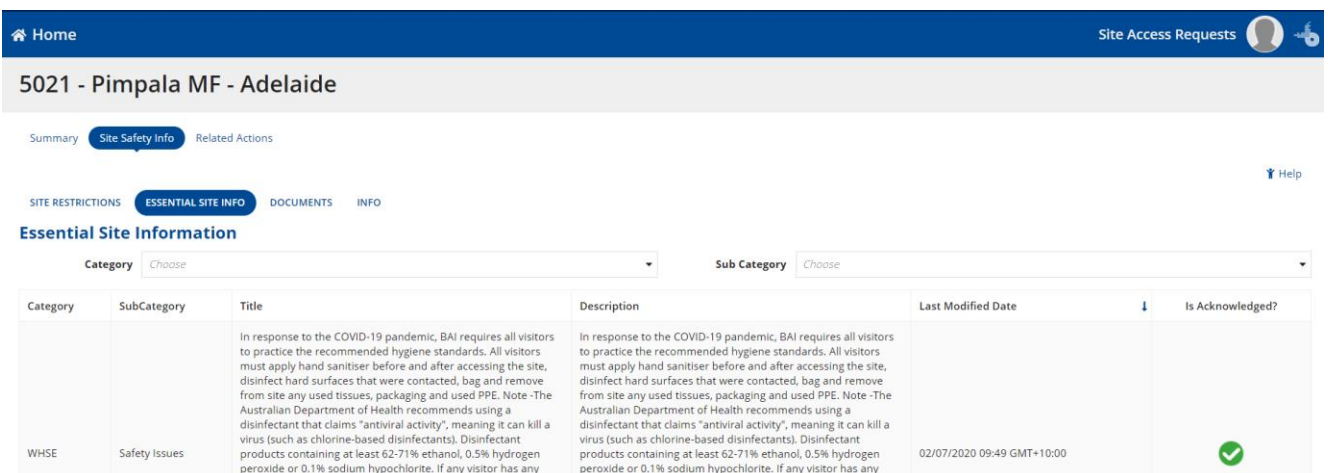 Home
Site Access Requests
5021 - Pimpala MF - Adelaide
Summary
Site Safety Info
Related Actions
Help
SITE RESTRICTIONS
ESSENTIAL SITE INFO
DOCUMENTS
INFO
Essential Site Information
Category
Choose
Sub Category
Choose
Category
SubCategory
Title
Description
Last Modified Date
Is Acknowledged?
WHSE
Safety Issues
In response to the COVID-19 pandemic, BAI requires all visitors
to practice the recommended hygiene standards. All visitors
must apply hand sanitiser before and after accessing the site,
disinfect hard surfaces that were contacted, bag and remove
from site any used tissues, packaging and used PPE. Note -The
Australian Department of Health recommends using a
disinfectant that claims "antiviral activity", meaning it can kill a
virus (such as chlorine-based disinfectants). Disinfectant
products containing at least 62-71% ethanol, 0.5% hydrogen
peroxide or 0.1% sodium hypochlorite. If any visitor has any
In response to the COVID-19 pandemic, BAI requires all visitors
to practice the recommended hygiene standards. All visitors
must apply hand sanitiser before and after accessing the site,
disinfect hard surfaces that were contacted, bag and remove
from site any used tissues, packaging and used PPE. Note -The
Australian Department of Health recommends using a
disinfectant that claims "antiviral activity", meaning it can kill a
virus (such as chlorine-based disinfectants). Disinfectant
products containing at least 62-71% ethanol, 0.5% hydrogen
peroxide or 0.1% sodium hypochlorite. If any visitor has any
02/07/2020 09:49 GMT+10:00